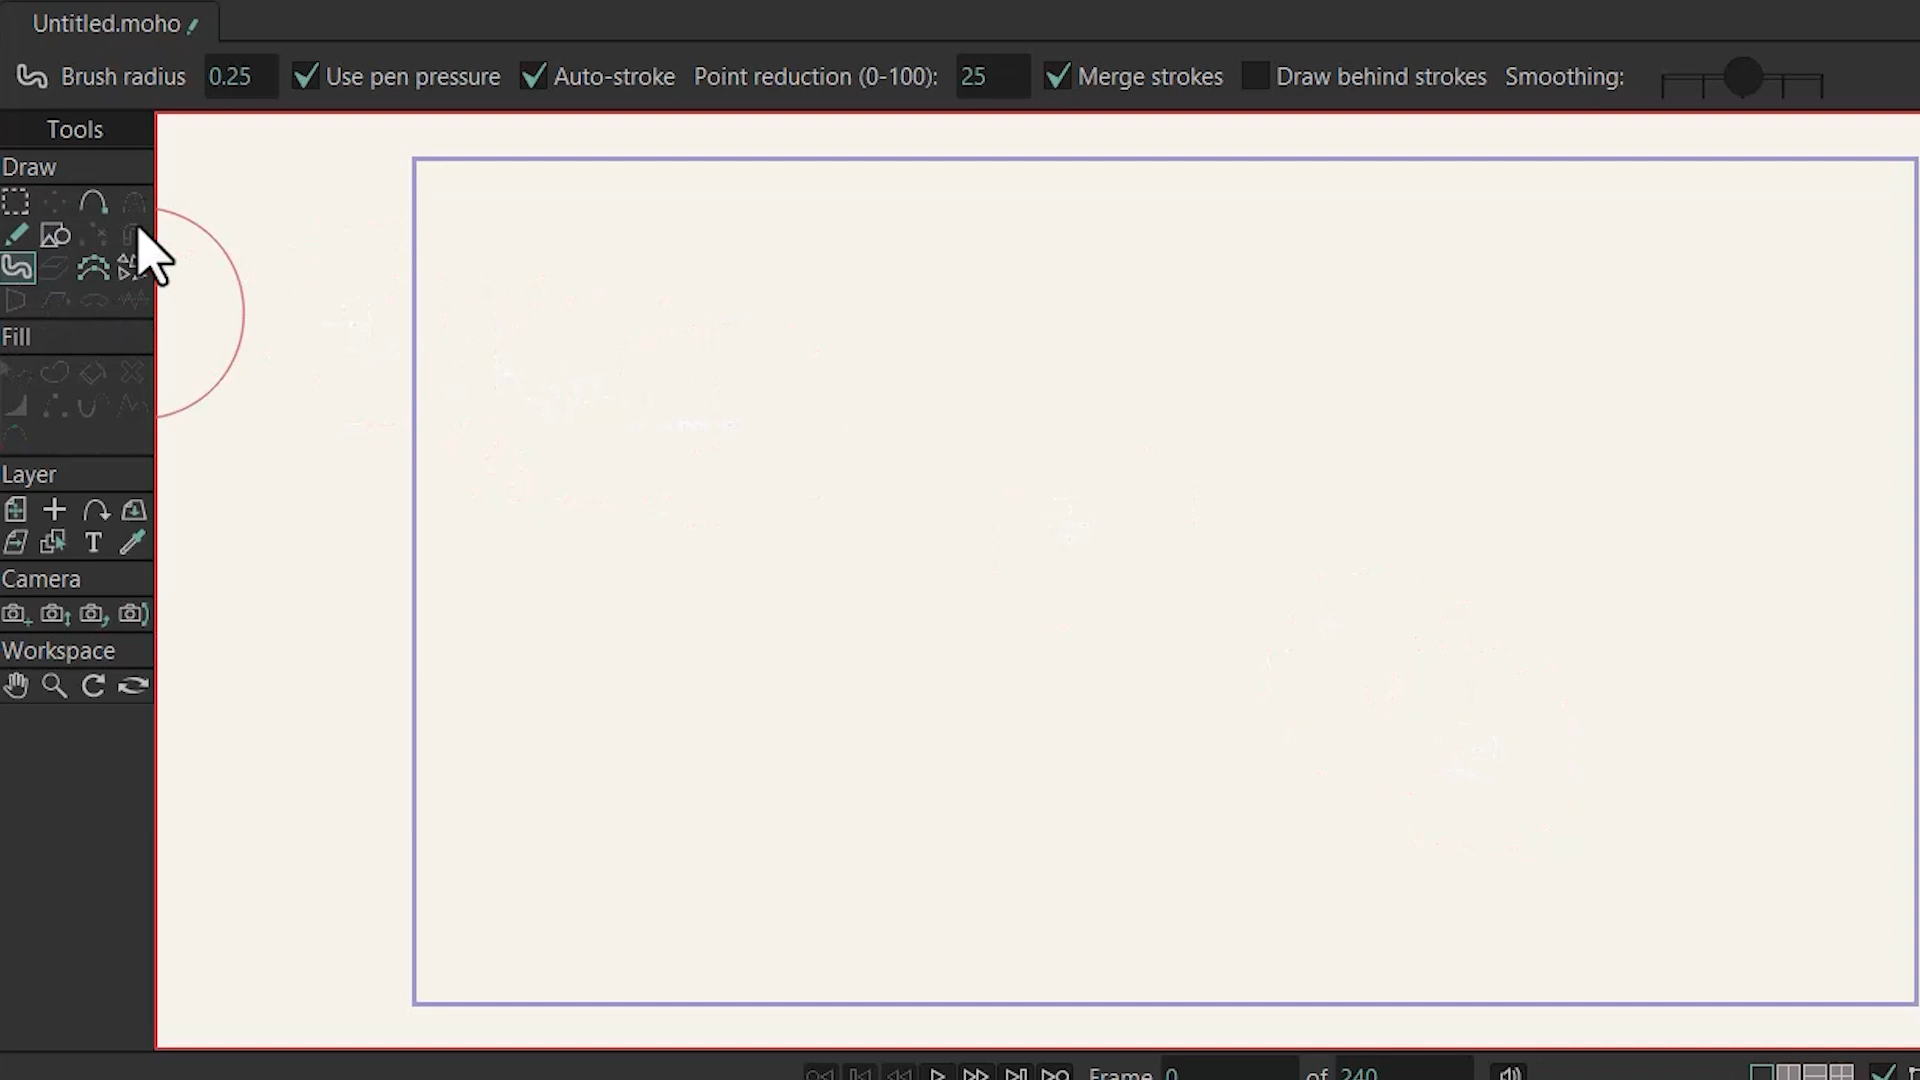 Untitled.moho
Brush radius 0.25 Use pen pressure Auto-stroke Point reduction (0-100): 25 Merge strokes Draw behind strokes Smoothing:
Tools
Draw
Fill
Layer
T
Camera
Workspace
Frame 0 of 240